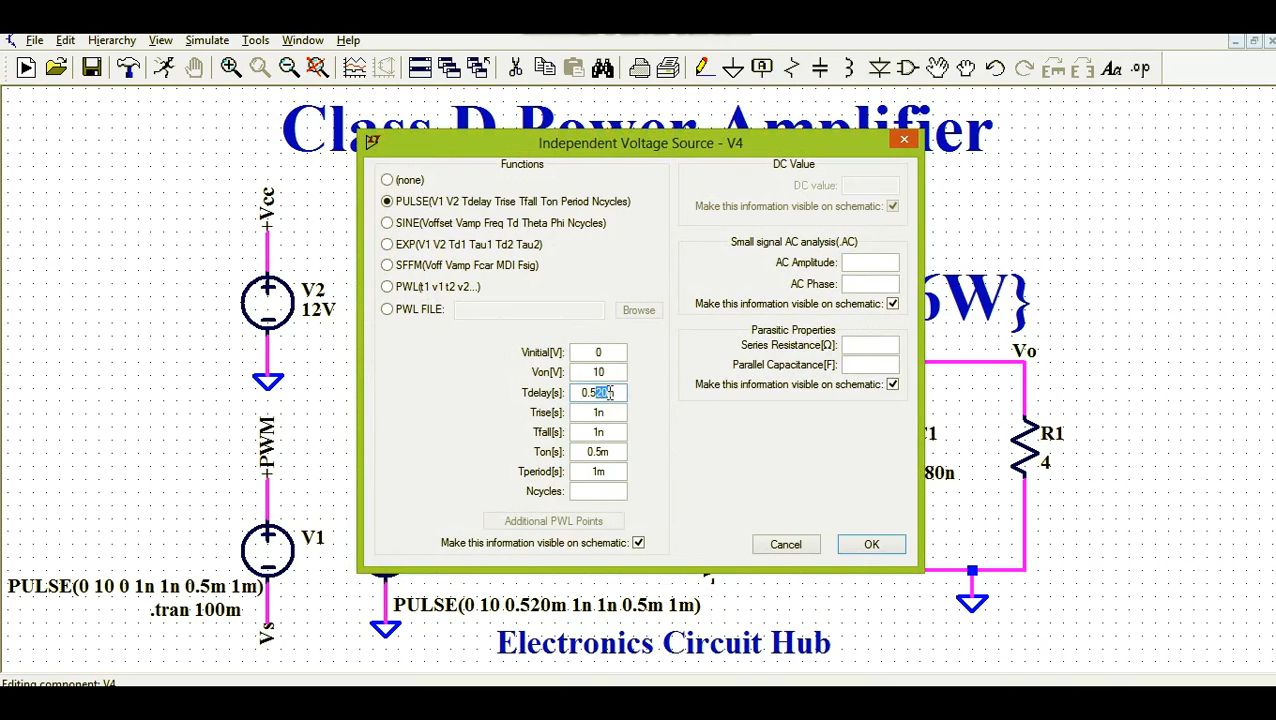 File Edit Hierarchy View Simulate Tools Window Help
.op
Class D Power Amplifier
Independent Voltage Source - V4
Functions
(none)
PULSE(V1 V2 Tdelay Trise Tfall Ton Period Ncycles)
SINE(Voffset Vamp Freq Td Theta Phi Ncycles)
EXP(V1 V2 Td1 Tau1 Td2 Tau2)
SFFM(Voff Vamp Fcar MDI Fsig)
PWL(t1 v1 t2 v2...)
PWL FILE: Browse
Vinitial[V]: 0
Von[V]: 10
Tdelay[s]: 0.520
Trise[s]: 1n
Tfall[s]: 1n
Ton[s]: 0.5m
Tperiod[s]: 1m
Ncycles:
Additional PWL Points
Make this information visible on schematic:
DC Value
DC value:
Make this information visible on schematic:
Small signal AC analysis(.AC)
AC Amplitude:
AC Phase:
Make this information visible on schematic:
Parasitic Properties
Series Resistance[Ω]:
Parallel Capacitance[F]:
Make this information visible on schematic:
Cancel OK
+Vcc
V2
12V
+PWM
V1
PULSE(0 10 0 1n 1n 0.5m 1m)
.tran 100m
Vs
6W}
Vo
C1
80n
R1
4
PULSE(0 10 0.520m 1n 1n 0.5m 1m)
Electronics Circuit Hub
Editing component: V4